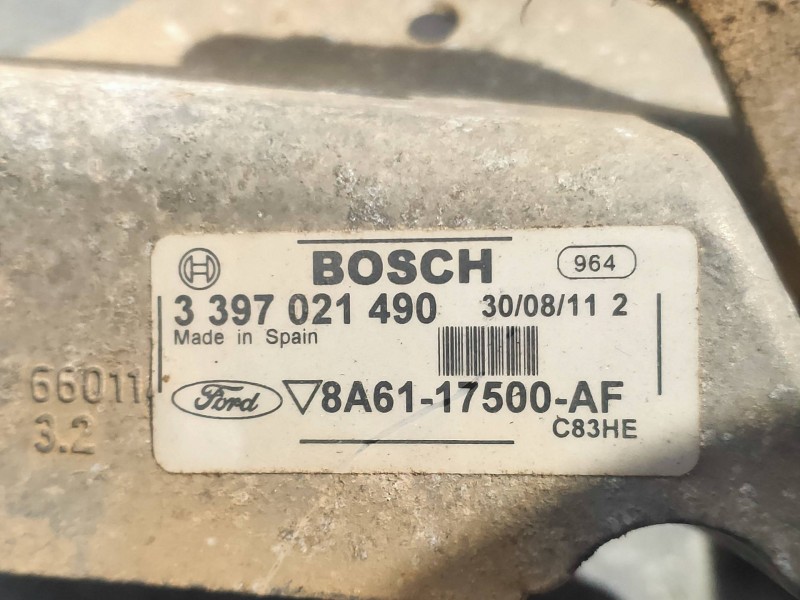 BOSCH 964
3 397 021 490 30/08/11 2
Made in Spain
Ford 8A61-17500-AF
C83HE
66011
3.2